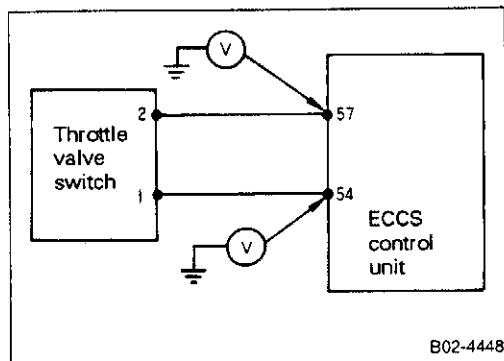 V
2
57
Throttle
valve
switch
1
54
V
ECCS
control
unit
B02-4448